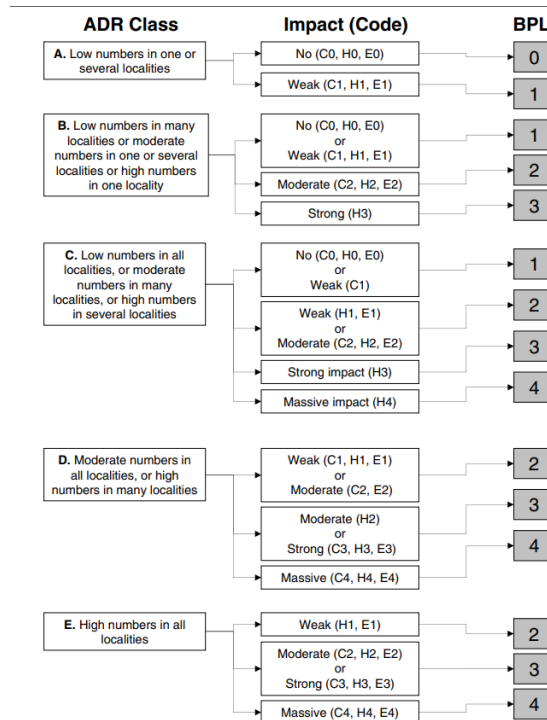 ADR Class
Impact (Code)
BPL
A. Low numbers in one or
several localities
No (C0, H0, E0)
0
Weak (C1, H1, E1)
1
B. Low numbers in many
localities or moderate
numbers in one or several
localities or high numbers
in one locality
No (C0, H0, E0)
or
Weak (C1, H1, E1)
1
Moderate (C2, H2, E2)
2
Strong (H3)
3
C. Low numbers in all
localities, or moderate
numbers in many
localities, or high numbers
in several localities
No (C0, H0, E0)
or
Weak (C1)
1
Weak (H1, E1)
or
Moderate (C2, H2, E2)
2
Strong impact (H3)
3
Massive impact (H4)
4
D. Moderate numbers in
all localities, or high
numbers in many localities
Weak (C1, H1, E1)
or
Moderate (C2, E2)
2
Moderate (H2)
or
Strong (C3, H3, E3)
3
Massive (C4, H4, E4)
4
E. High numbers in all
localities
Weak (H1, E1)
2
Moderate (C2, H2, E2)
or
Strong (C3, H3, E3)
3
Massive (C4, H4, E4)
4